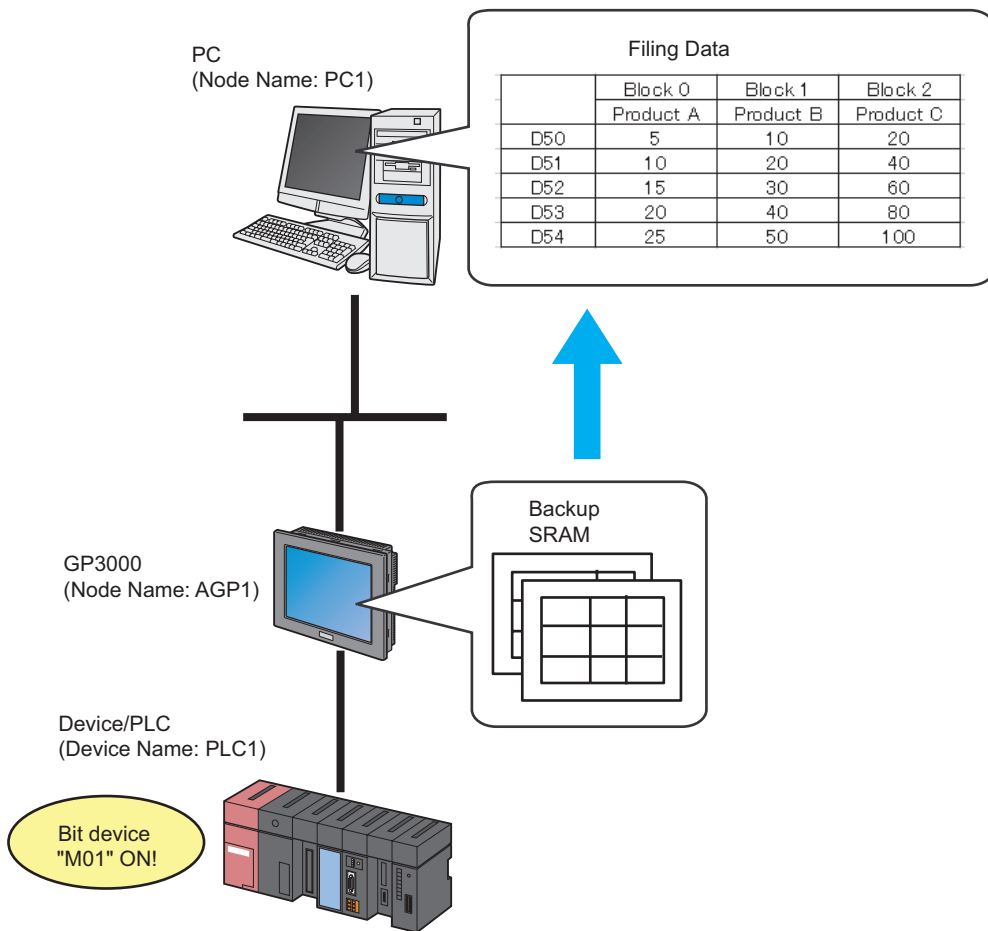 PC
(Node Name: PC1)
Filing Data
Block 0 Block 1 Block 2
Product A Product B Product C
D50 5 10 20
D51 10 20 40
D52 15 30 60
D53 20 40 80
D54 25 50 100
Backup
SRAM
GP3000
(Node Name: AGP1)
Device/PLC
(Device Name: PLC1)
Bit device
"M01" ON!